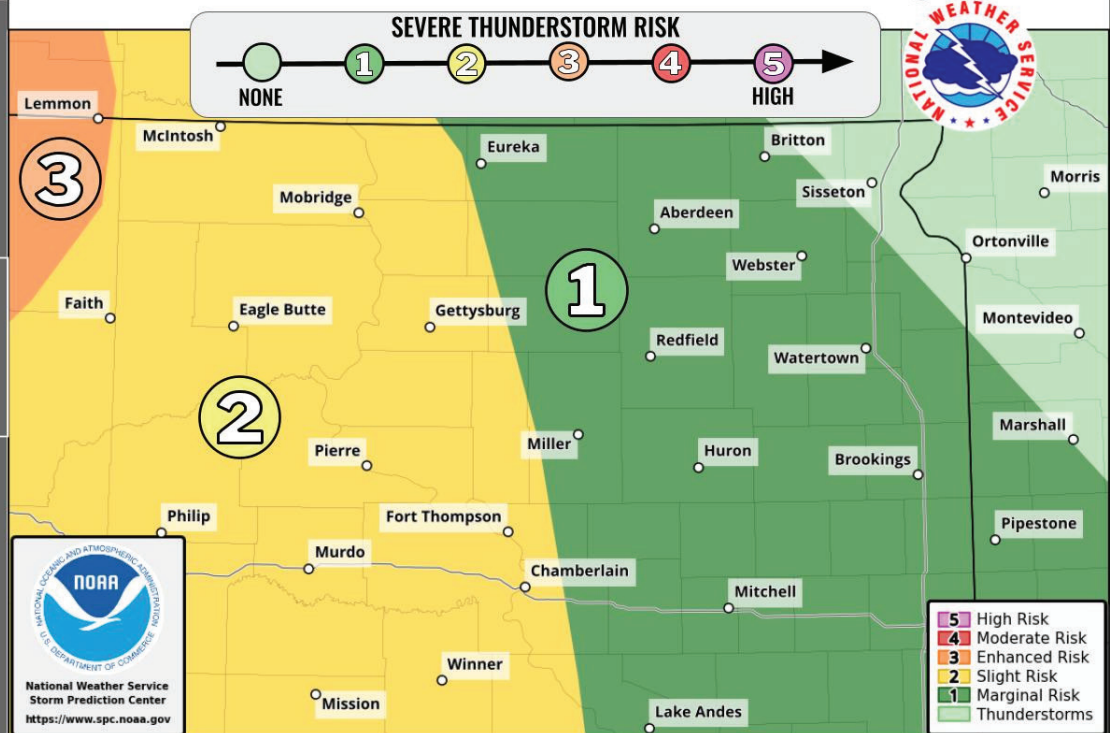 SEVERE THUNDERSTORM RISK
1 2 3 4 5
NONE
HIGH
NATIONAL WEATHER SERVICE
Lemmon
McIntosh
3
Eureka
Britton
Sisseton
Morris
Mobridge
Aberdeen
Ortonville
Webster
1
Faith
Eagle Butte
Gettysburg
Montevideo
Redfield
Watertown
2
Marshall
Miller
Pierre
Huron
Brookings
Philip
Fort Thompson
Pipestone
Murdo
Chamberlain
Mitchell
Winner
Mission
Lake Andes
NATIONAL OCEANIC AND ATMOSPHERIC ADMINISTRATION
NOAA
U.S. DEPARTMENT OF COMMERCE
National Weather Service
Storm Prediction Center
https://www.spc.noaa.gov
5 High Risk
4 Moderate Risk
3 Enhanced Risk
2 Slight Risk
1 Marginal Risk
Thunderstorms